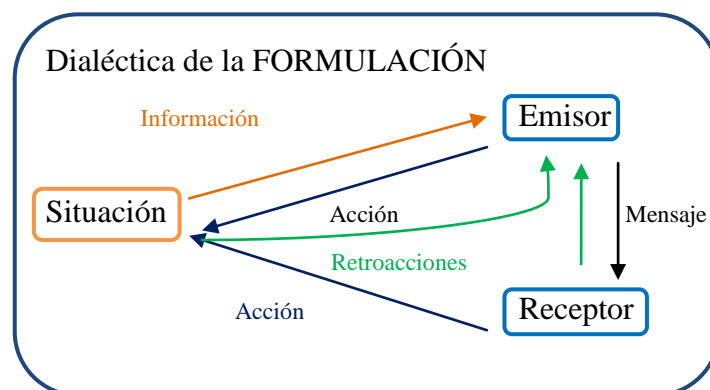 Dialéctica de la FORMULACIÓN
Información
Emisor
Situación
Acción
Mensaje
Retroacciones
Acción
Receptor